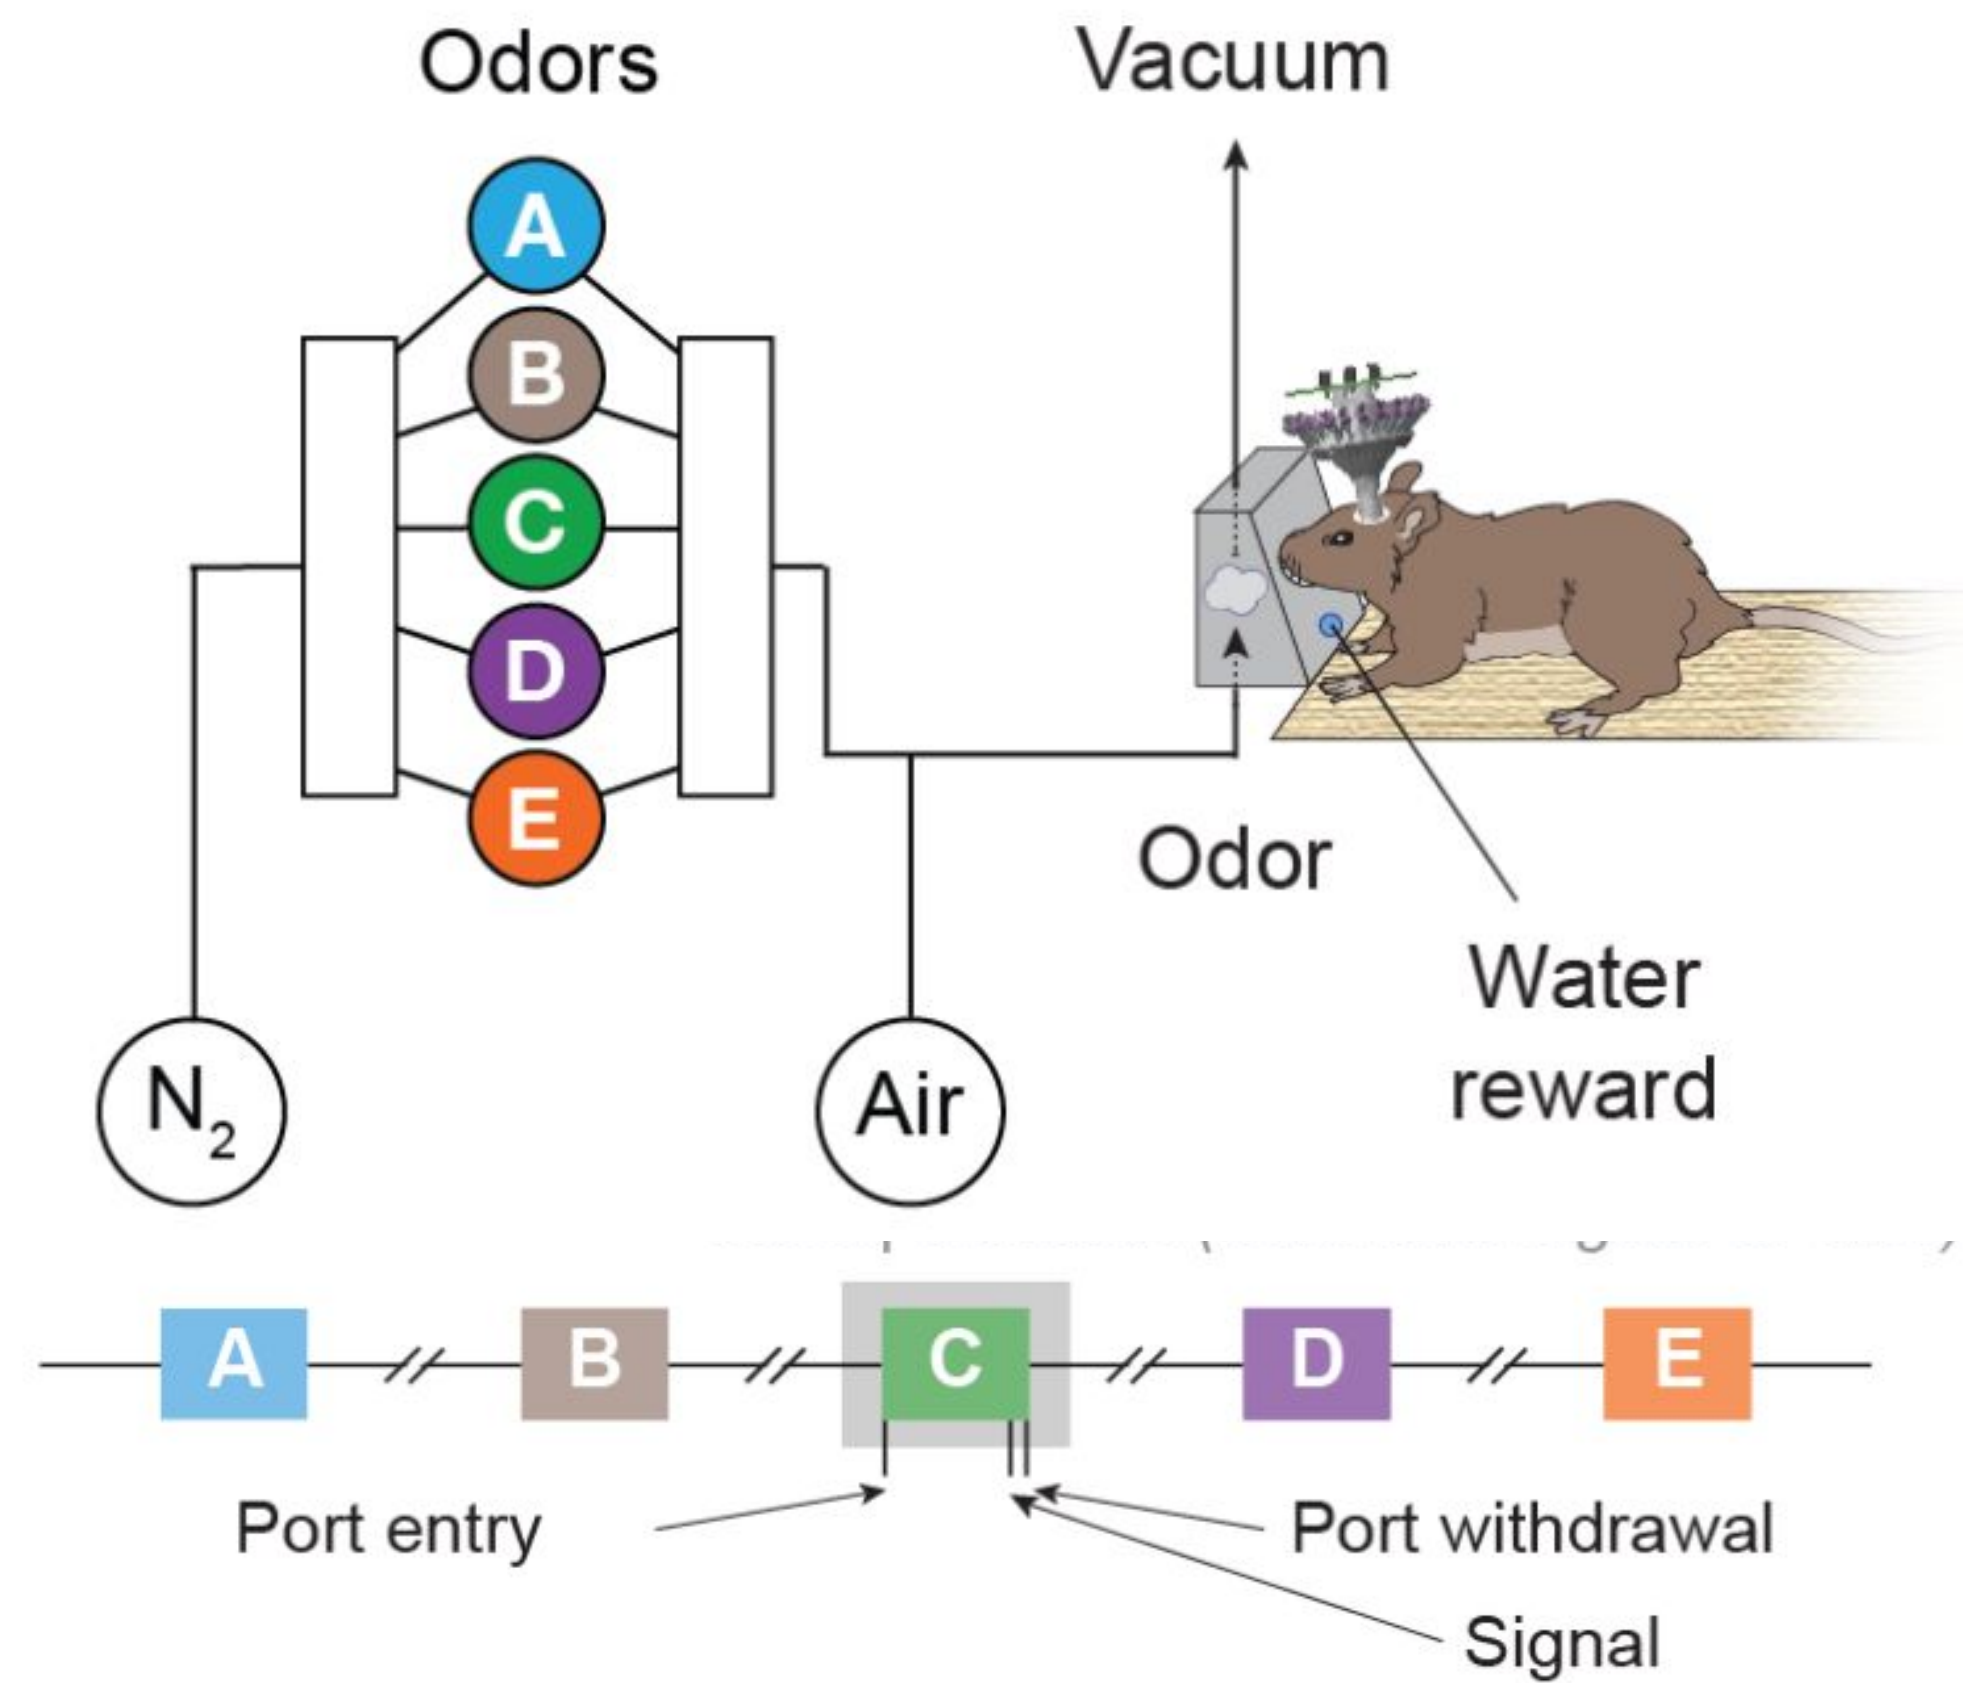 Odors
Vacuum
A
B
C
D
E
Odor
Water
reward
N₂
Air
A
B
C
D
E
Port entry
Port withdrawal
Signal